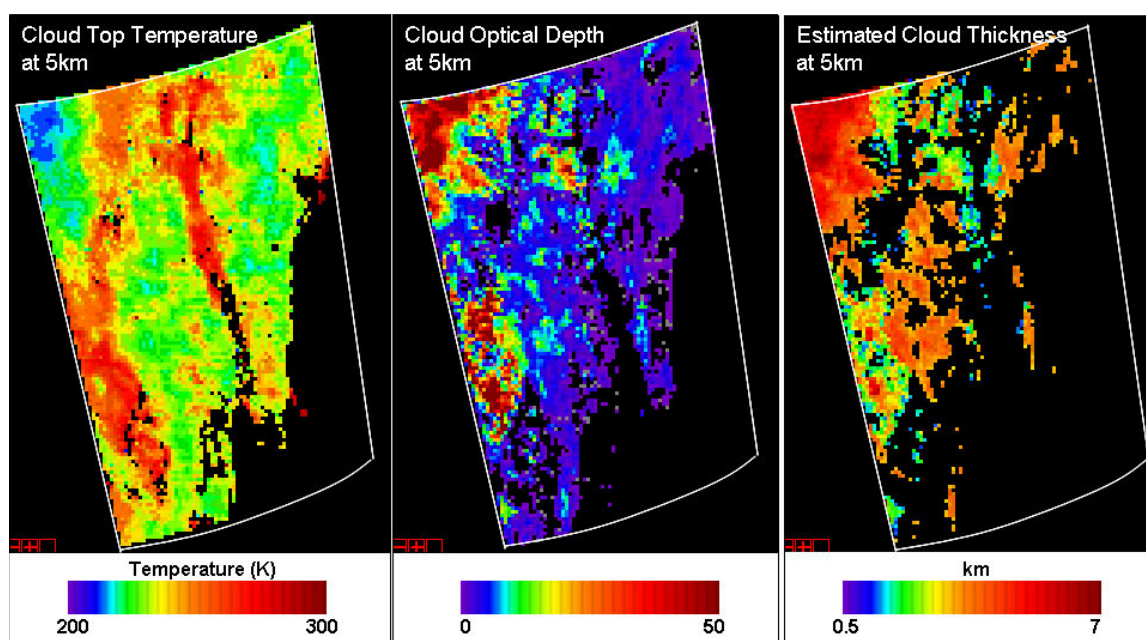 Cloud Top Temperature
at 5km
Cloud Optical Depth
at 5km
Estimated Cloud Thickness
at 5km
Temperature (K)
200 300
0 50
km
0.5 7